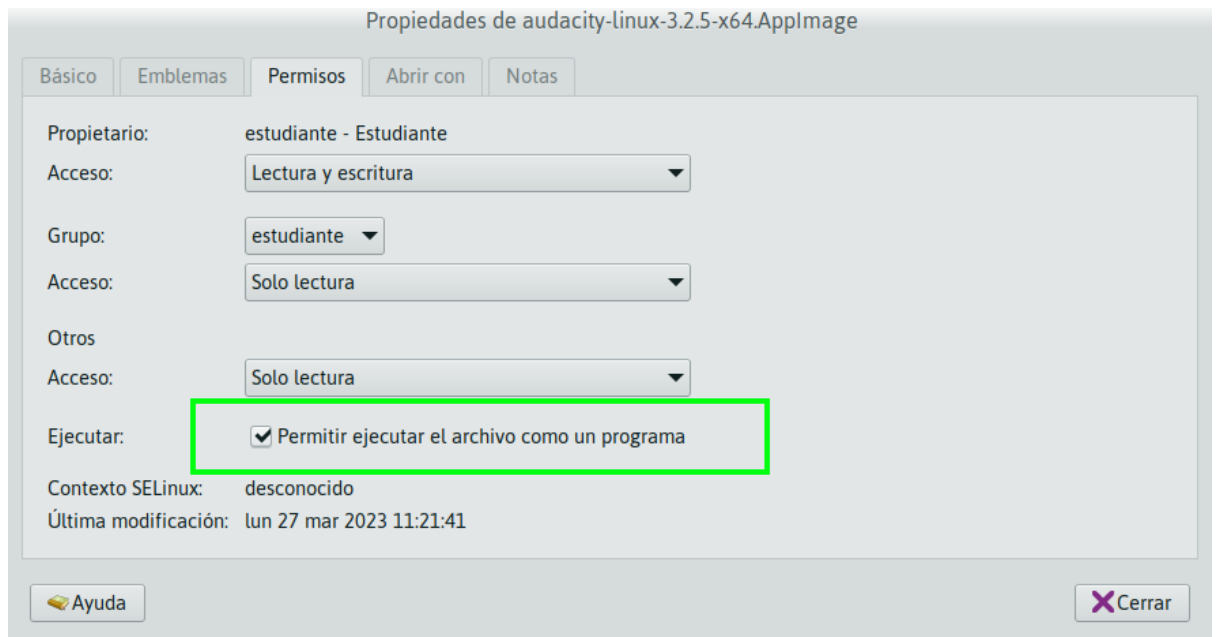 Propiedades de audacity-linux-3.2.5-x64.AppImage
Básico Emblemas Permisos Abrir con Notas
Propietario: estudiante - Estudiante
Acceso: Lectura y escritura
Grupo: estudiante
Acceso: Solo lectura
Otros
Acceso: Solo lectura
Ejecutar: Permitir ejecutar el archivo como un programa
Contexto SELinux: desconocido
Última modificación: lun 27 mar 2023 11:21:41
Ayuda Cerrar